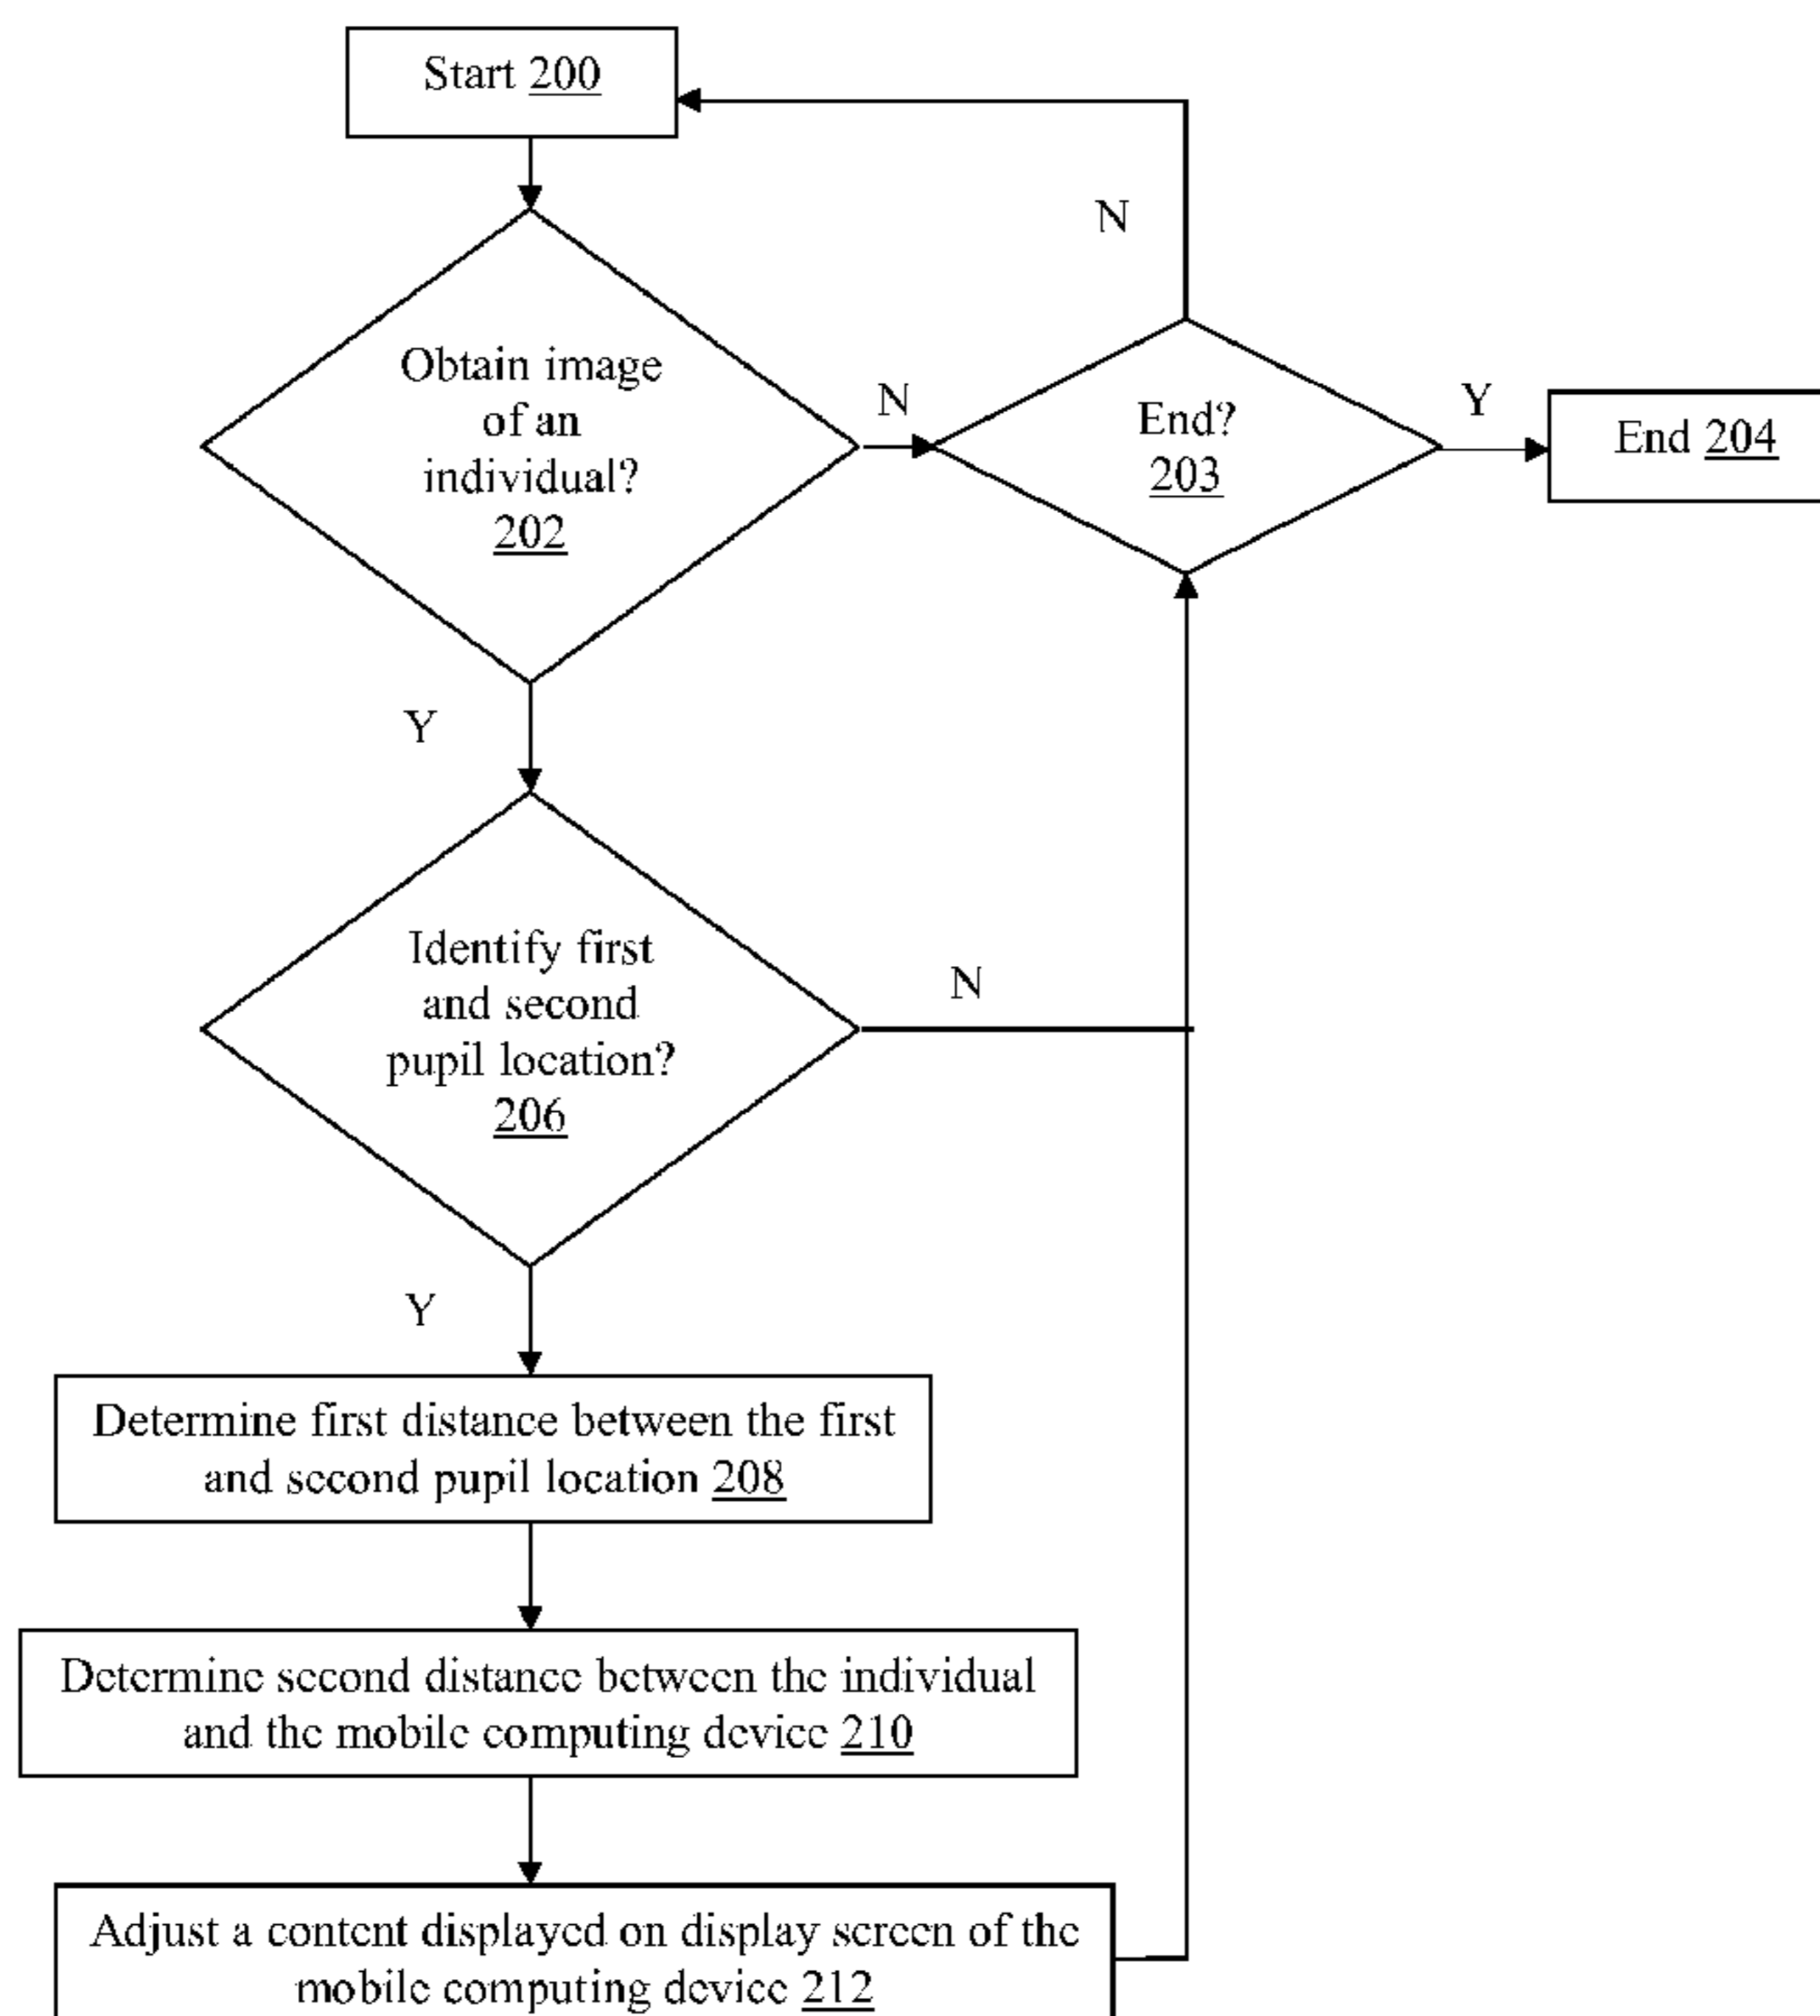 Start 200
N
Obtain image
of an
individual?
202
N
End?
203
Y
End 204
Y
Identify first
and second
pupil location?
206
N
Y
Determine first distance between the first
and second pupil location 208
Determine second distance between the individual
and the mobile computing device 210
Adjust a content displayed on display screen of the
mobile computing device 212